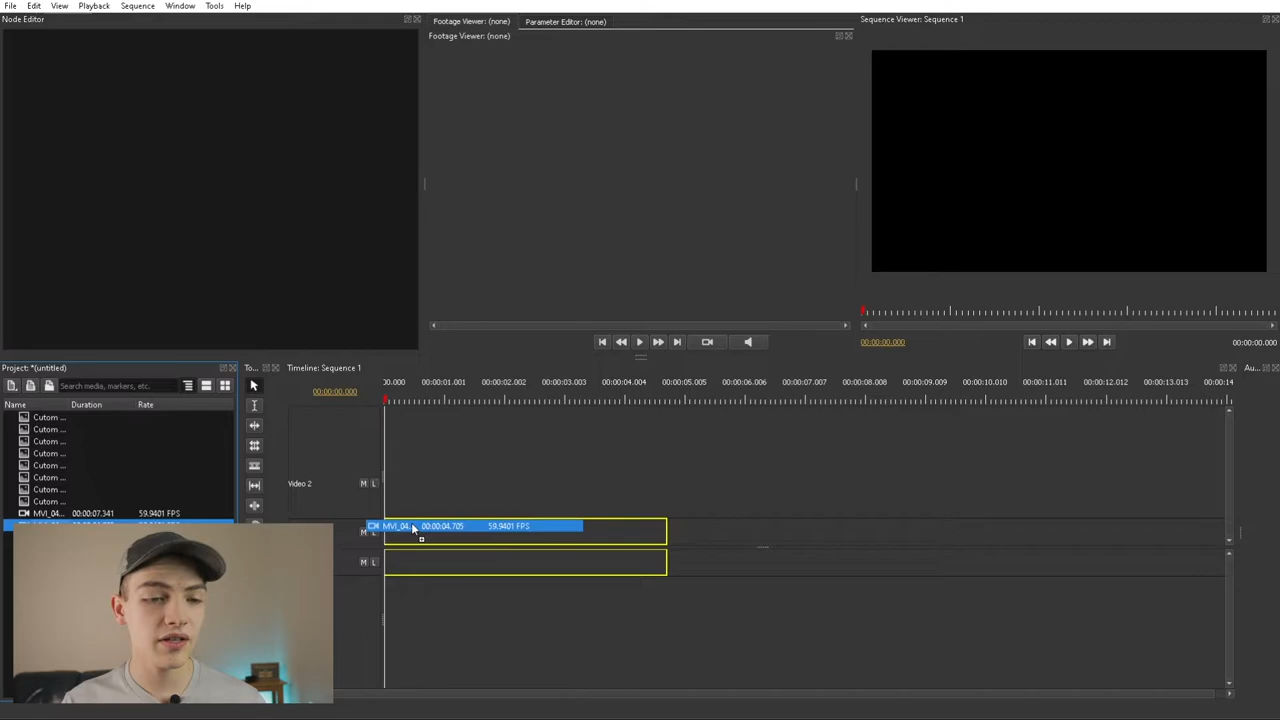 File Edit View Playback Sequence Window Tools Help
Node Editor
Footage Viewer: (none) Parameter Editor: (none)
Footage Viewer: (none)
Sequence Viewer: Sequence 1
00:00:00.000 00:00:00.000
Project: *(untitled) To... Timeline: Sequence 1 Au...
Search media, markers, etc.
00:00:00.000
00.000 00:00:01.001 00:00:02.002 00:00:03.003 00:00:04.004 00:00:05.005 00:00:06.006 00:00:07.007 00:00:08.008 00:00:09.009 00:00:10.010 00:00:11.011 00:00:12.012 00:00:13.013 00:00:14
Name Duration Rate
Cutom ...
Cutom ...
Cutom ...
Cutom ...
Cutom ...
Cutom ...
Cutom ...
Cutom ...
MVI_04... 00:00:07.341 59.9401 FPS
Video 2 M L
MVI_04... 00:00:04.705 59.9401 FPS
M L
M L